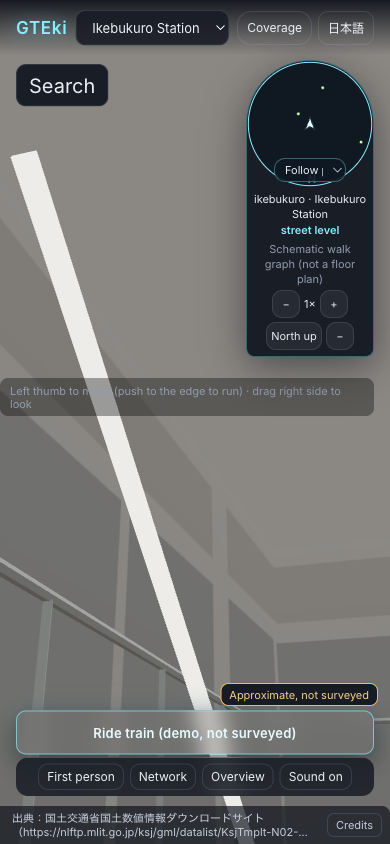 GTEki
Ikebukuro Station
Coverage
日本語
Search
Follow
ikebukuro · Ikebukuro
Station
street level
Schematic walk
graph (not a floor
plan)
− 1× +
North up −
Left thumb to (push to the edge to run) · drag right side to
look
Approximate, not surveyed
Ride train (demo, not surveyed)
First person
Network
Overview
Sound on
出典：国土交通省国土数値情報ダウンロードサイト
（https://nlftp.mlit.go.jp/ksj/gml/datalist/KsjTmplt-N02-...
Credits